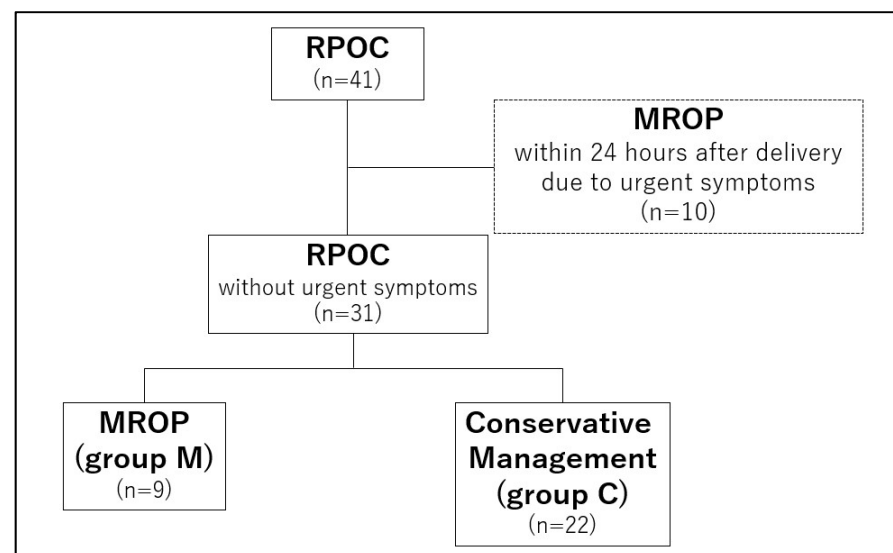 RPOC
(n=41)
MROP
within 24 hours after delivery
due to urgent symptoms
(n=10)
RPOC
without urgent symptoms
(n=31)
MROP
(group M)
(n=9)
Conservative
Management
(group C)
(n=22)